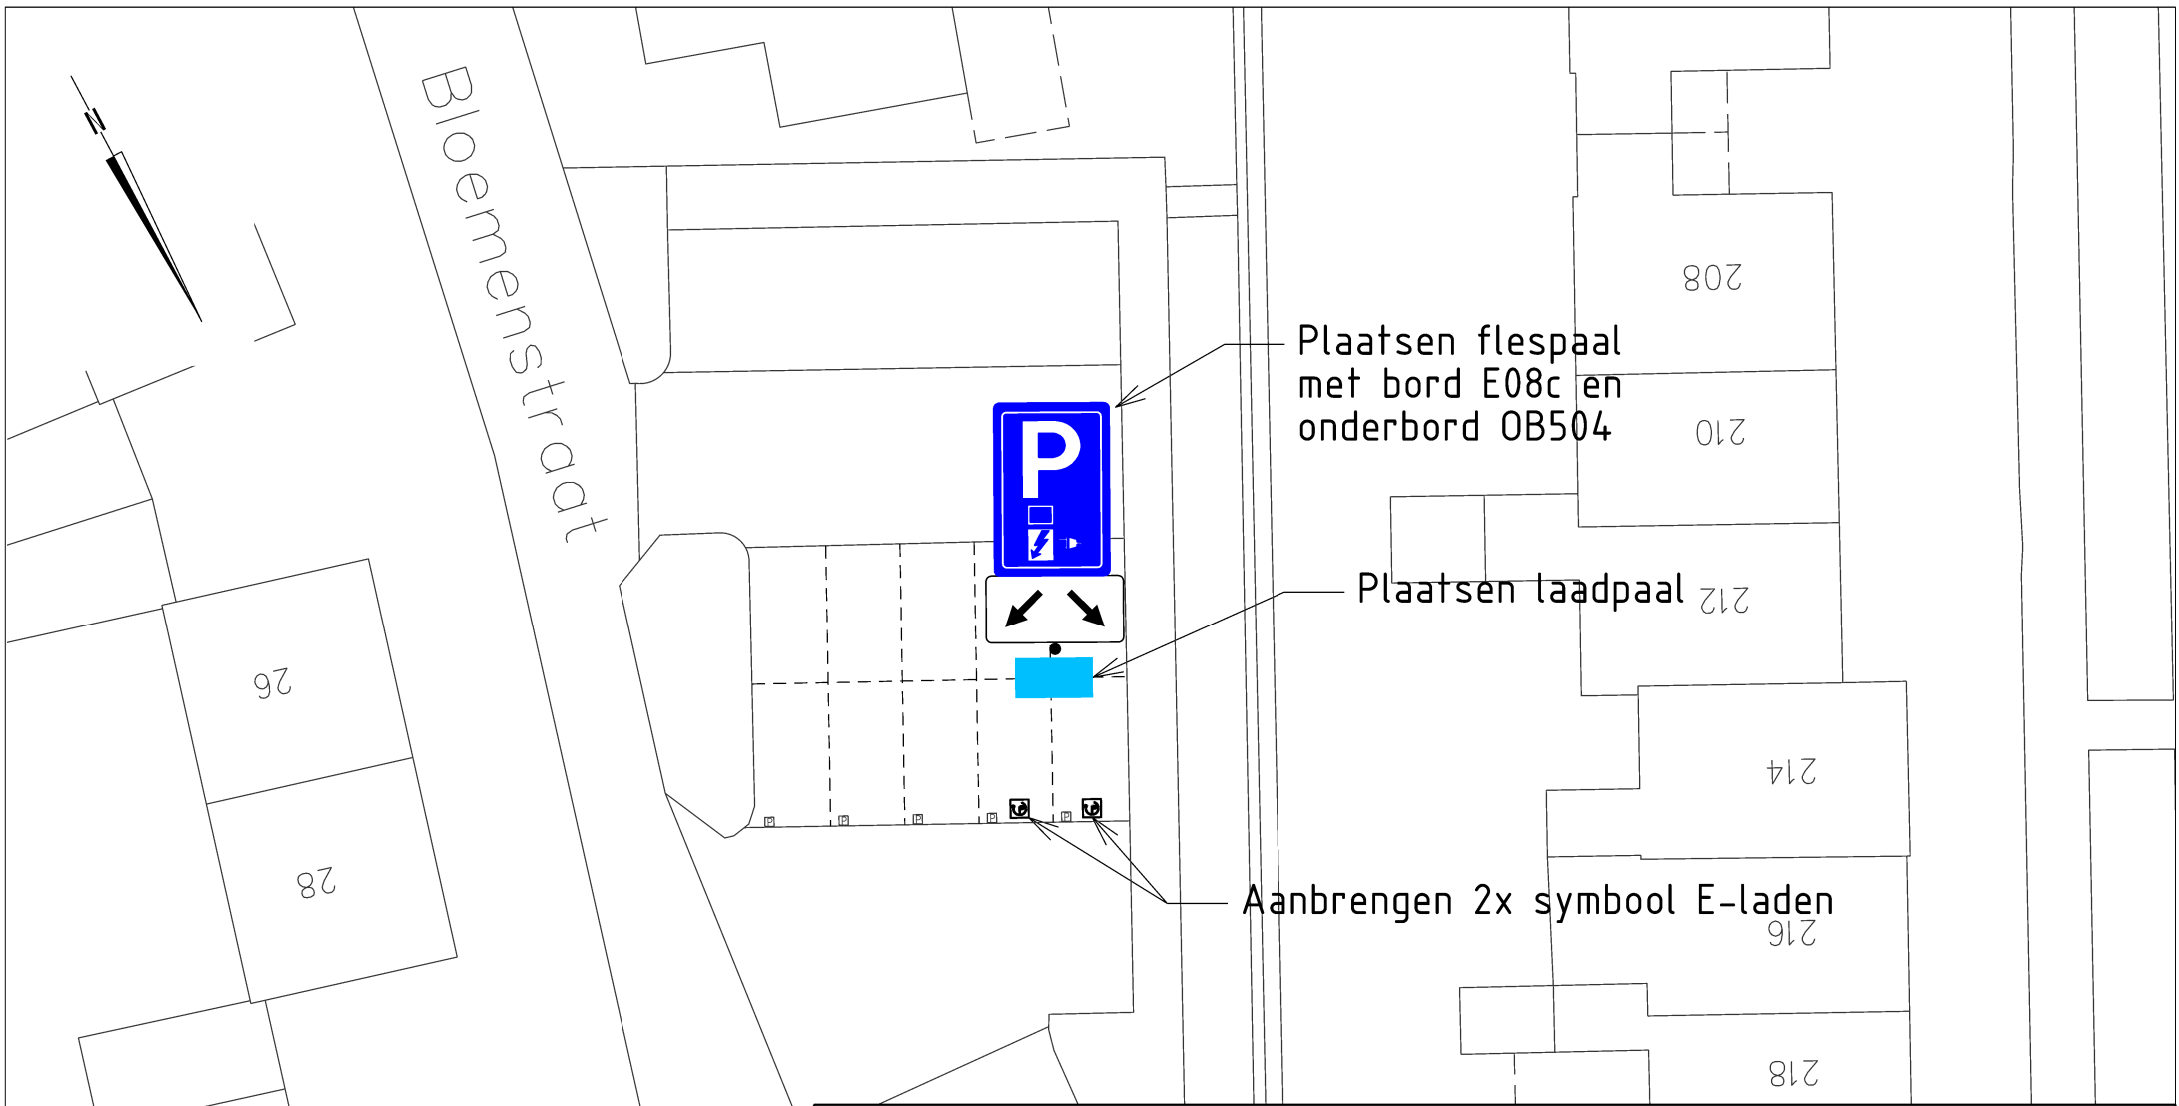 N
Bloemenstraat
208
Plaatsen flespaal
met bord E08c en
onderbord OB504
210
P
Plaatsen laadpaal
212
26
214
P
P
P
P
P
28
Aanbrengen 2x symbool E-laden
216
218